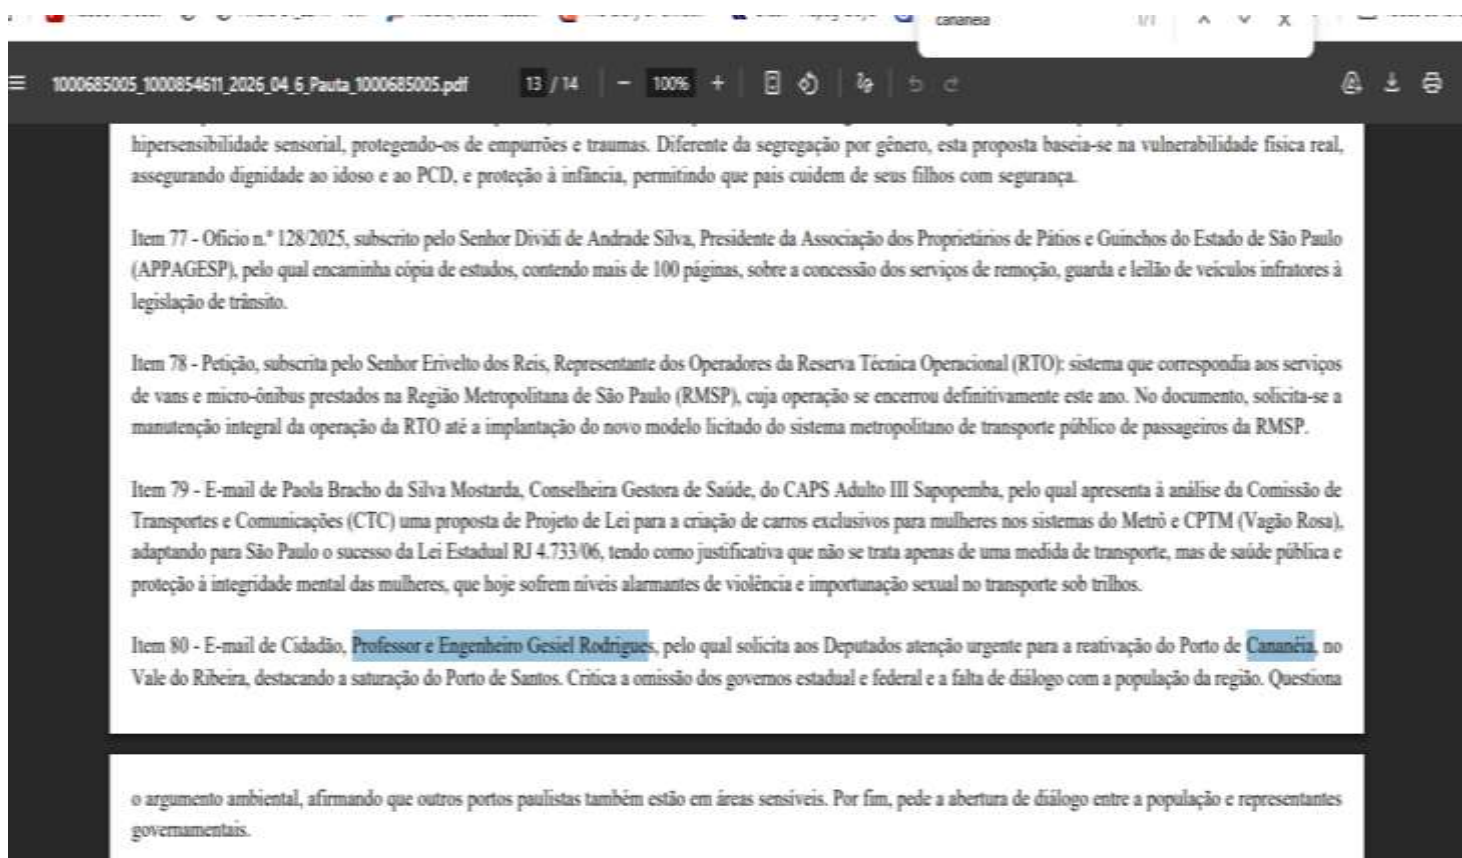 cananeia 1/1
1000685005_1000854611_2026_04_6_Pauta_1000685005.pdf 13 / 14 100%
hipersensibilidade sensorial, protegendo-os de empurrões e traumas. Diferente da segregação por gênero, esta proposta baseia-se na vulnerabilidade física real,
assegurando dignidade ao idoso e ao PCD, e proteção à infância, permitindo que pais cuidem de seus filhos com segurança.
Item 77 - Ofício n.º 128/2025, subscrito pelo Senhor Dividi de Andrade Silva, Presidente da Associação dos Proprietários de Pátios e Guinchos do Estado de São Paulo
(APPAGESP), pelo qual encaminha cópia de estudos, contendo mais de 100 páginas, sobre a concessão dos serviços de remoção, guarda e leilão de veículos infratores à
legislação de trânsito.
Item 78 - Petição, subscrita pelo Senhor Erivelto dos Reis, Representante dos Operadores da Reserva Técnica Operacional (RTO): sistema que correspondia aos serviços
de vans e micro-ônibus prestados na Região Metropolitana de São Paulo (RMSP), cuja operação se encerrou definitivamente este ano. No documento, solicita-se a
manutenção integral da operação da RTO até a implantação do novo modelo licitado do sistema metropolitano de transporte público de passageiros da RMSP.
Item 79 - E-mail de Paola Bracho da Silva Mostarda, Conselheira Gestora de Saúde, do CAPS Adulto III Sapopemba, pelo qual apresenta à análise da Comissão de
Transportes e Comunicações (CTC) uma proposta de Projeto de Lei para a criação de carros exclusivos para mulheres nos sistemas do Metrô e CPTM (Vagão Rosa),
adaptando para São Paulo o sucesso da Lei Estadual RJ 4.733/06, tendo como justificativa que não se trata apenas de uma medida de transporte, mas de saúde pública e
proteção à integridade mental das mulheres, que hoje sofrem níveis alarmantes de violência e importunação sexual no transporte sob trilhos.
Item 80 - E-mail de Cidadão, Professor e Engenheiro Gesiel Rodrigues, pelo qual solicita aos Deputados atenção urgente para a reativação do Porto de Cananéia, no
Vale do Ribeira, destacando a saturação do Porto de Santos. Critica a omissão dos governos estadual e federal e a falta de diálogo com a população da região. Questiona
o argumento ambiental, afirmando que outros portos paulistas também estão em áreas sensíveis. Por fim, pede a abertura de diálogo entre a população e representantes
governamentais.